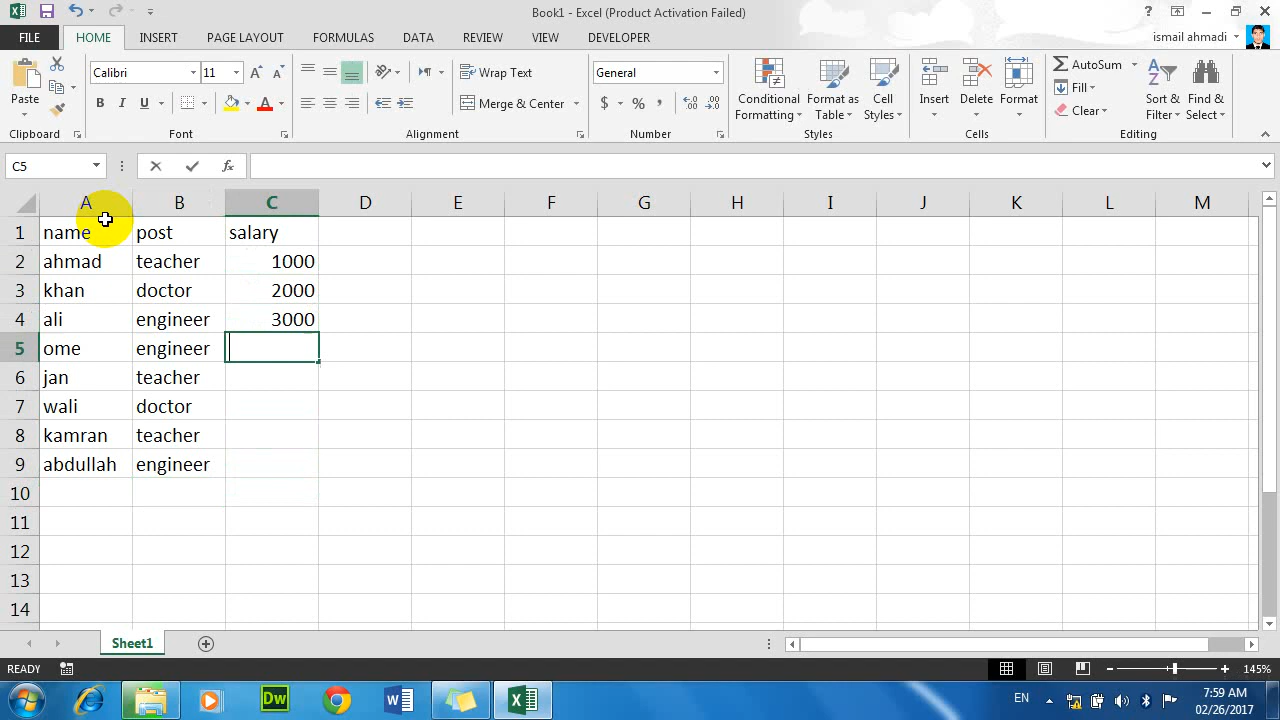 Book1 - Excel (Product Activation Failed)
FILE HOME INSERT PAGE LAYOUT FORMULAS DATA REVIEW VIEW DEVELOPER ismail ahmadi
Calibri 11 Wrap Text General AutoSum
Paste Merge & Center Conditional Formatting Format as Table Cell Styles Insert Delete Format Fill Clear Sort & Filter Find & Select
Clipboard Font Alignment Number Styles Cells Editing
C5 fx
A B C D E F G H I J K L M
1 name post salary
2 ahmad teacher 1000
3 khan doctor 2000
4 ali engineer 3000
5 ome engineer
6 jan teacher
7 wali doctor
8 kamran teacher
9 abdullah engineer
10
11
12
13
14
Sheet1
READY 145%
EN 7:59 AM
02/26/2017